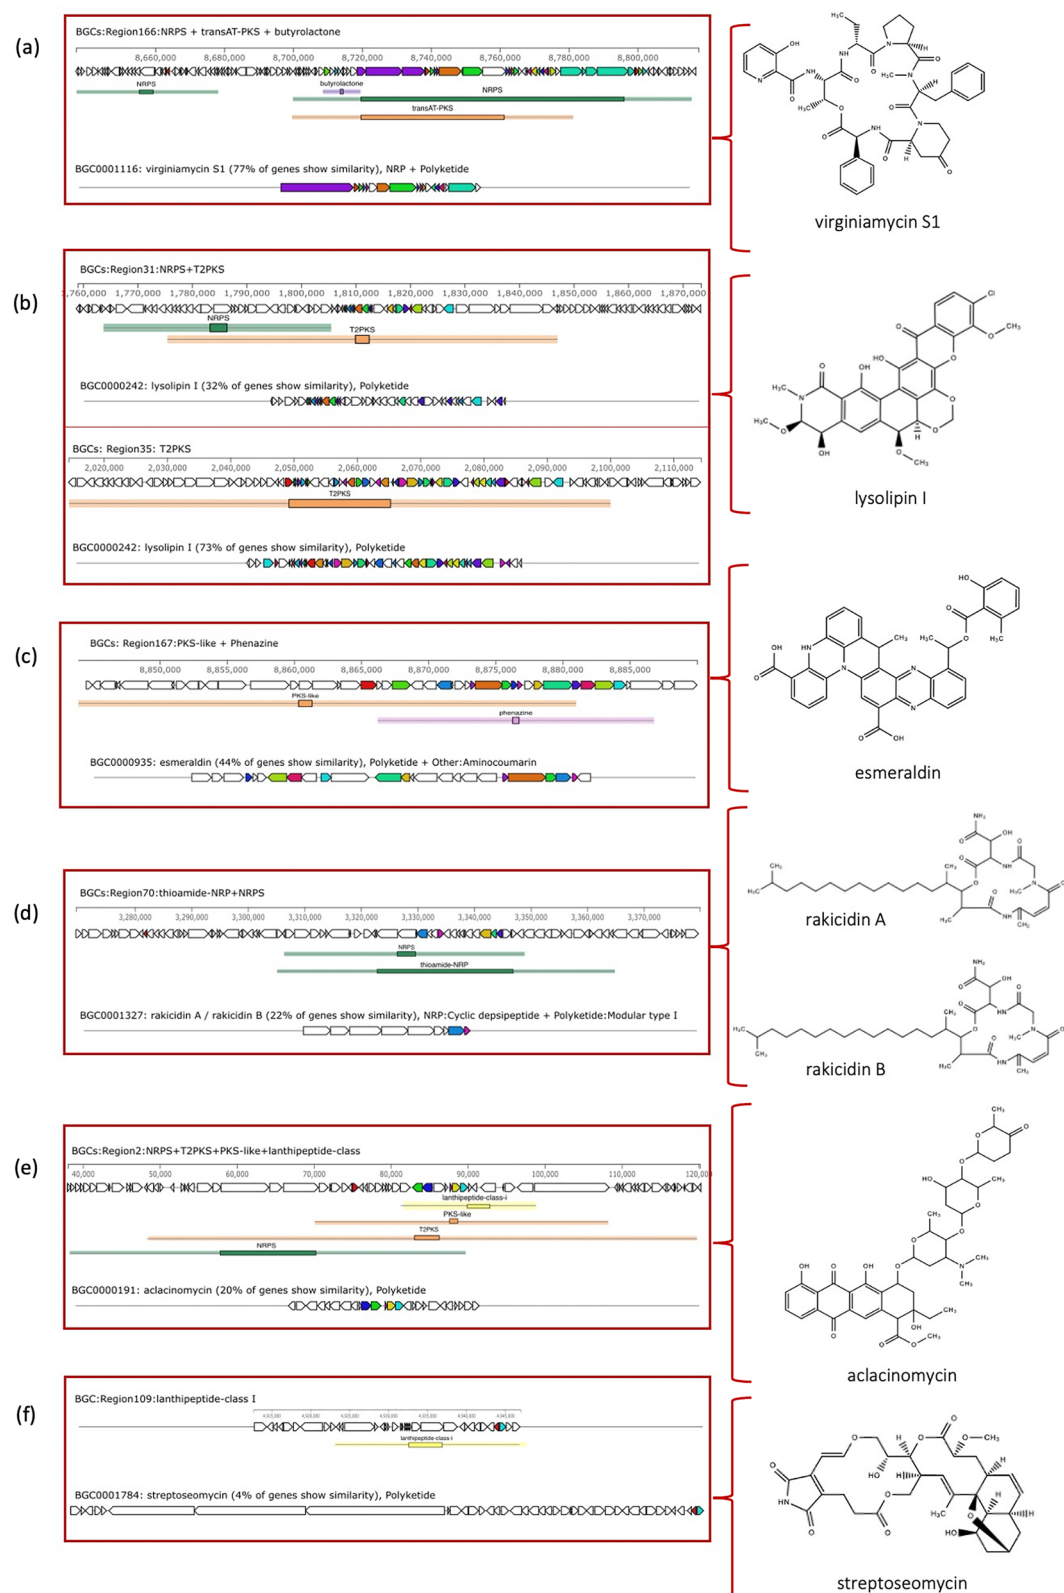 (a)
BGCs:Region166:NRPS + transAT-PKS + butyrolactone
8,660,000 8,680,000 8,700,000 8,720,000 8,740,000 8,760,000 8,780,000 8,800,000
NRPS
butyrolactone
NRPS
transAT-PKS
BGC0001116: virginiamycin S1 (77% of genes show similarity), NRP + Polyketide
virginiamycin S1
(b)
BGCs:Region31:NRPS+T2PKS
1,760,000 1,770,000 1,780,000 1,790,000 1,800,000 1,810,000 1,820,000 1,830,000 1,840,000 1,850,000 1,860,000 1,870,000
NRPS
T2PKS
BGC0000242: lysolipin I (32% of genes show similarity), Polyketide
BGCs: Region35: T2PKS
2,020,000 2,030,000 2,040,000 2,050,000 2,060,000 2,070,000 2,080,000 2,090,000 2,100,000 2,110,000
T2PKS
BGC0000242: lysolipin I (73% of genes show similarity), Polyketide
lysolipin I
(c)
BGCs: Region167:PKS-like + Phenazine
8,850,000 8,855,000 8,860,000 8,865,000 8,870,000 8,875,000 8,880,000 8,885,000
PKS-like
phenazine
BGC0000935: esmeraldin (44% of genes show similarity), Polyketide + Other:Aminocoumarin
esmeraldin
(d)
BGCs:Region70:thioamide-NRP+NRPS
3,280,000 3,290,000 3,300,000 3,310,000 3,320,000 3,330,000 3,340,000 3,350,000 3,360,000 3,370,000
NRPS
thioamide-NRP
BGC0001327: rakicidin A / rakicidin B (22% of genes show similarity), NRP:Cyclic depsipeptide + Polyketide:Modular type I
rakicidin A
rakicidin B
(e)
BGCs:Region2:NRPS+T2PKS+PKS-like+lanthipeptide-class
40,000 50,000 60,000 70,000 80,000 90,000 100,000 110,000 120,0
lanthipeptide-class-i
PKS-like
T2PKS
NRPS
BGC0000191: aclacinomycin (20% of genes show similarity), Polyketide
aclacinomycin
(f)
BGC:Region109:lanthipeptide-class I
lanthipeptide-class-i
BGC0001784: streptoseomycin (4% of genes show similarity), Polyketide
streptoseomycin